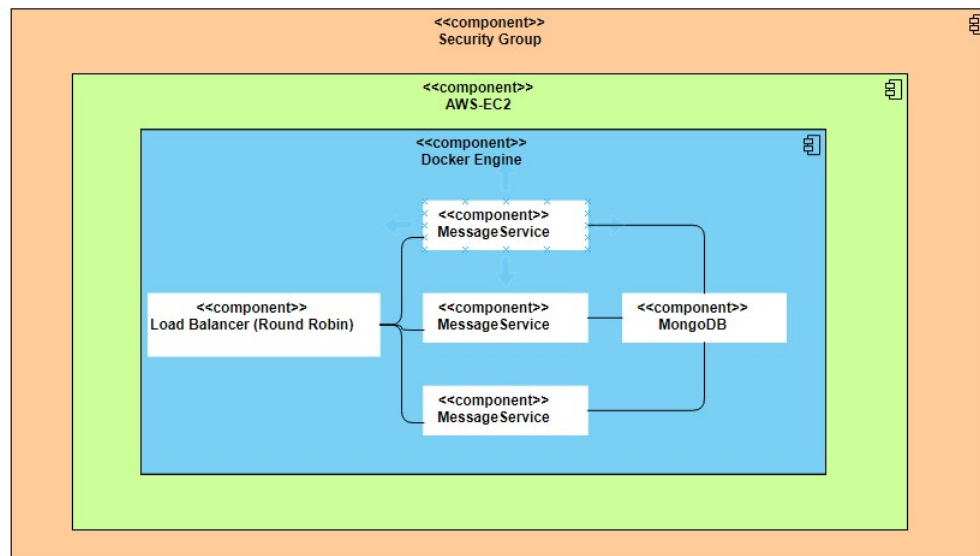 <<component>>
Security Group
<<component>>
AWS-EC2
<<component>>
Docker Engine
<<component>>
MessageService
<<component>>
Load Balancer (Round Robin)
<<component>>
MessageService
<<component>>
MongoDB
<<component>>
MessageService